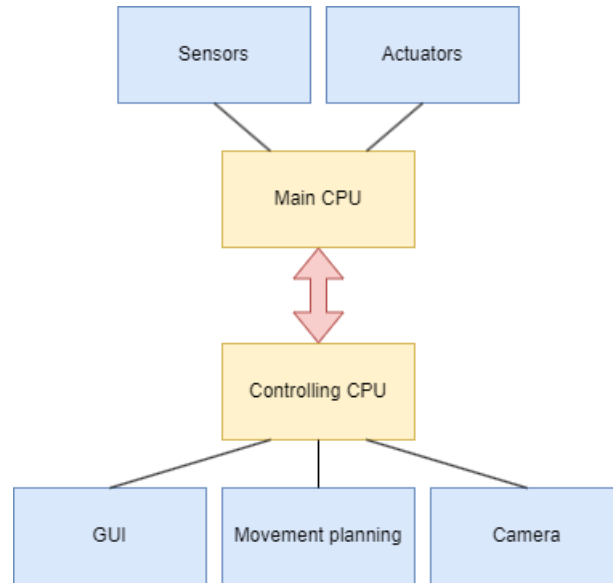 Sensors
Actuators
Main CPU
Controlling CPU
GUI
Movement planning
Camera